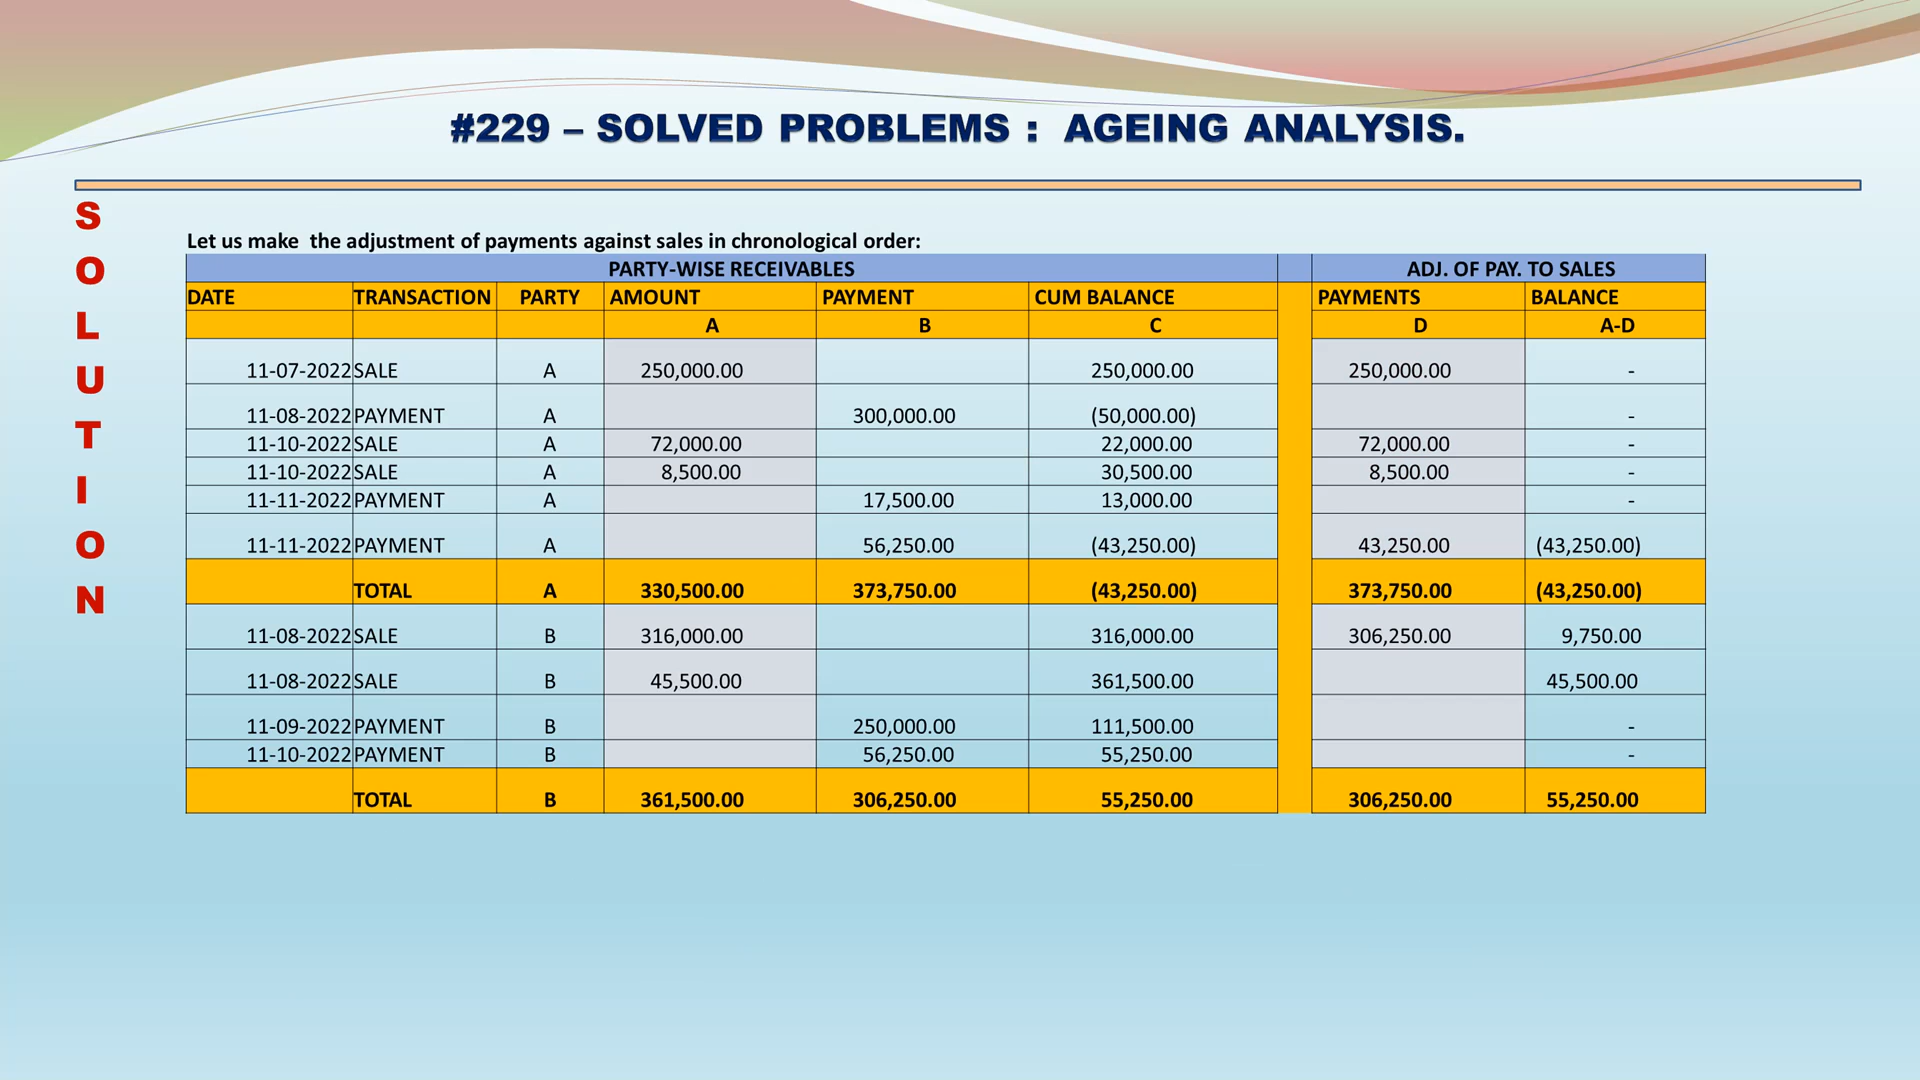 #229 – SOLVED PROBLEMS : AGEING ANALYSIS.
S
O
L
U
T
I
O
N
Let us make the adjustment of payments against sales in chronological order:
PARTY-WISE RECEIVABLES ADJ. OF PAY. TO SALES
DATE TRANSACTION PARTY AMOUNT PAYMENT CUM BALANCE PAYMENTS BALANCE
A B C D A-D
11-07-2022 SALE A 250,000.00 250,000.00 250,000.00 -
11-08-2022 PAYMENT A 300,000.00 (50,000.00) -
11-10-2022 SALE A 72,000.00 22,000.00 72,000.00 -
11-10-2022 SALE A 8,500.00 30,500.00 8,500.00 -
11-11-2022 PAYMENT A 17,500.00 13,000.00 -
11-11-2022 PAYMENT A 56,250.00 (43,250.00) 43,250.00 (43,250.00)
TOTAL A 330,500.00 373,750.00 (43,250.00) 373,750.00 (43,250.00)
11-08-2022 SALE B 316,000.00 316,000.00 306,250.00 9,750.00
11-08-2022 SALE B 45,500.00 361,500.00 45,500.00
11-09-2022 PAYMENT B 250,000.00 111,500.00 -
11-10-2022 PAYMENT B 56,250.00 55,250.00 -
TOTAL B 361,500.00 306,250.00 55,250.00 306,250.00 55,250.00